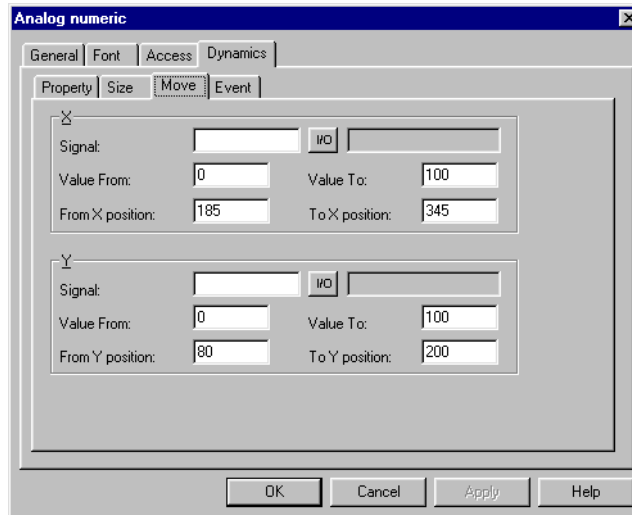 Analog numeric
General Font Access Dynamics
Property Size Move Event
X
Signal: I/O
Value From: 0 Value To: 100
From X position: 185 To X position: 345
Y
Signal: I/O
Value From: 0 Value To: 100
From Y position: 80 To Y position: 200
OK Cancel Apply Help